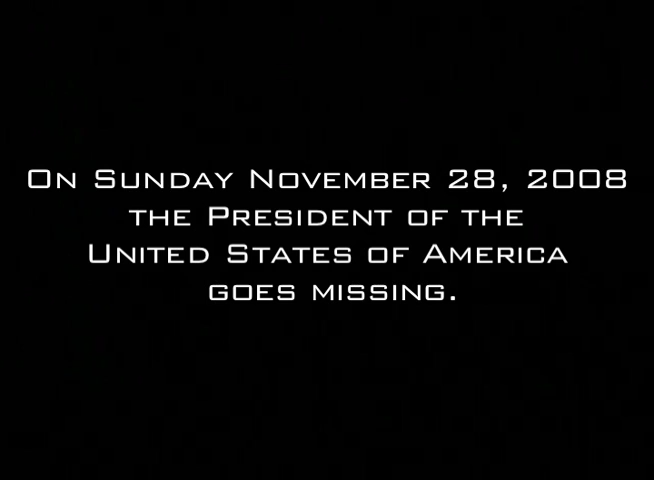 On Sunday November 28, 2008
the President of the
United States of America
goes missing.